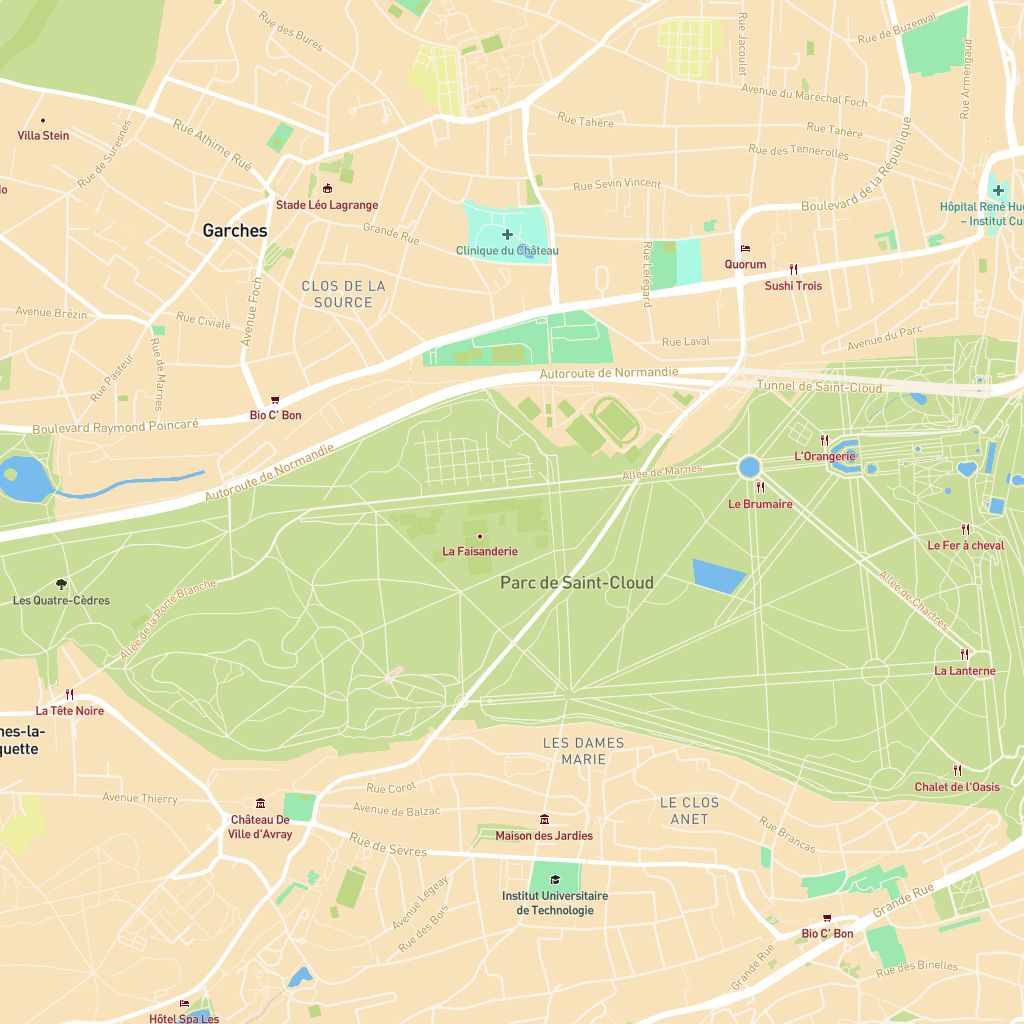 Rue des Bures
Rue Jacoulet
Rue de Buzenval
Rue Armengaud
Avenue du Maréchal Foch
Villa Stein
Rue de Suresnes
Rue Athime Rué
Rue Tahère
Rue Tahère
Rue des Tennerolles
Boulevard de la République
Rue Sevin Vincent
Stade Léo Lagrange
Hôpital René Hug
– Institut Cur
Garches
Grande Rue
Clinique du Château
Rue Lelégard
Quorum
Sushi Trois
CLOS DE LA
SOURCE
Avenue Foch
Avenue Brézin
Rue Civiale
Rue Pasteur
Rue de Marnes
Rue Laval
Avenue du Parc
Autoroute de Normandie
Tunnel de Saint-Cloud
Bio C' Bon
Boulevard Raymond Poincaré
Autoroute de Normandie
L'Orangerie
Allée de Marnes
Le Brumaire
La Faisanderie
Le Fer à cheval
Parc de Saint-Cloud
Les Quatre-Cèdres
Allée de la Porte Blanche
Allée de Chartres
La Lanterne
La Tête Noire
nes-la-
quette
LES DAMES
MARIE
Chalet de l'Oasis
Rue Corot
Avenue Thierry
Avenue de Balzac
LE CLOS
ANET
Château De
Ville d'Avray
Maison des Jardies
Rue Brancas
Rue de Sèvres
Avenue Legeay
Institut Universitaire
de Technologie
Grande Rue
Rue des Bois
Bio C' Bon
Grande Rue
Rue des Binelles
Hôtel Spa Les